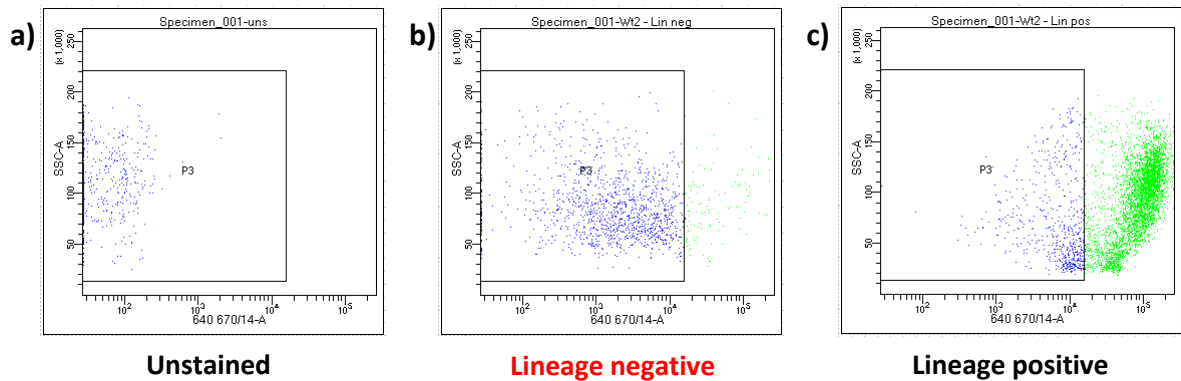 a)
Specimen_001-uns
(x 1,000)
250
200
150
100
50
SSC-A
P3
10²
10³
10⁴
10⁵
640 670/14-A
Unstained
b)
Specimen_001-Wt2 - Lin neg
(x 1,000)
250
200
150
100
50
SSC-A
P3
10²
10³
10⁴
10⁵
640 670/14-A
Lineage negative
c)
Specimen_001-Wt2 - Lin pos
(x 1,000)
250
200
150
100
50
SSC-A
P3
10²
10³
10⁴
10⁵
640 670/14-A
Lineage positive